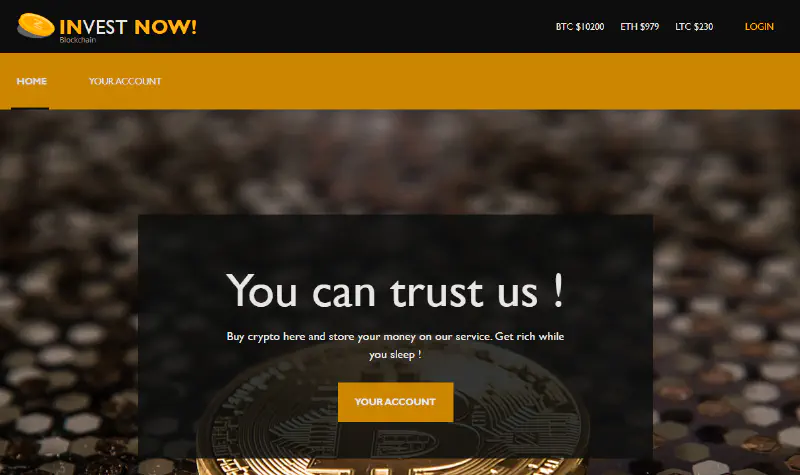 INVEST NOW!
Blockchain
BTC $10200 ETH $979 LTC $230 LOGIN
HOME YOUR ACCOUNT
You can trust us !
Buy crypto here and store your money on our service. Get rich while
you sleep !
YOUR ACCOUNT